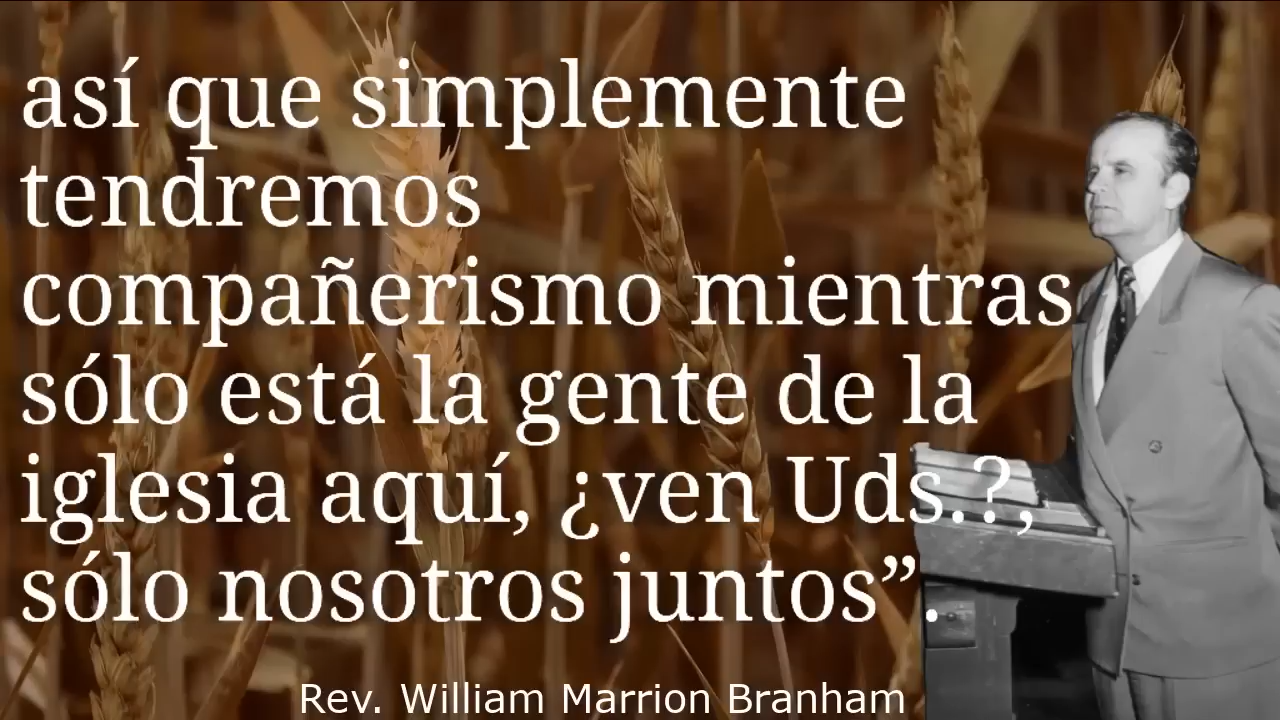 así que simplemente
tendremos
compañerismo mientras
sólo está la gente de la
iglesia aquí, ¿ven Uds.?,
sólo nosotros juntos”.
Rev. William Marrion Branham